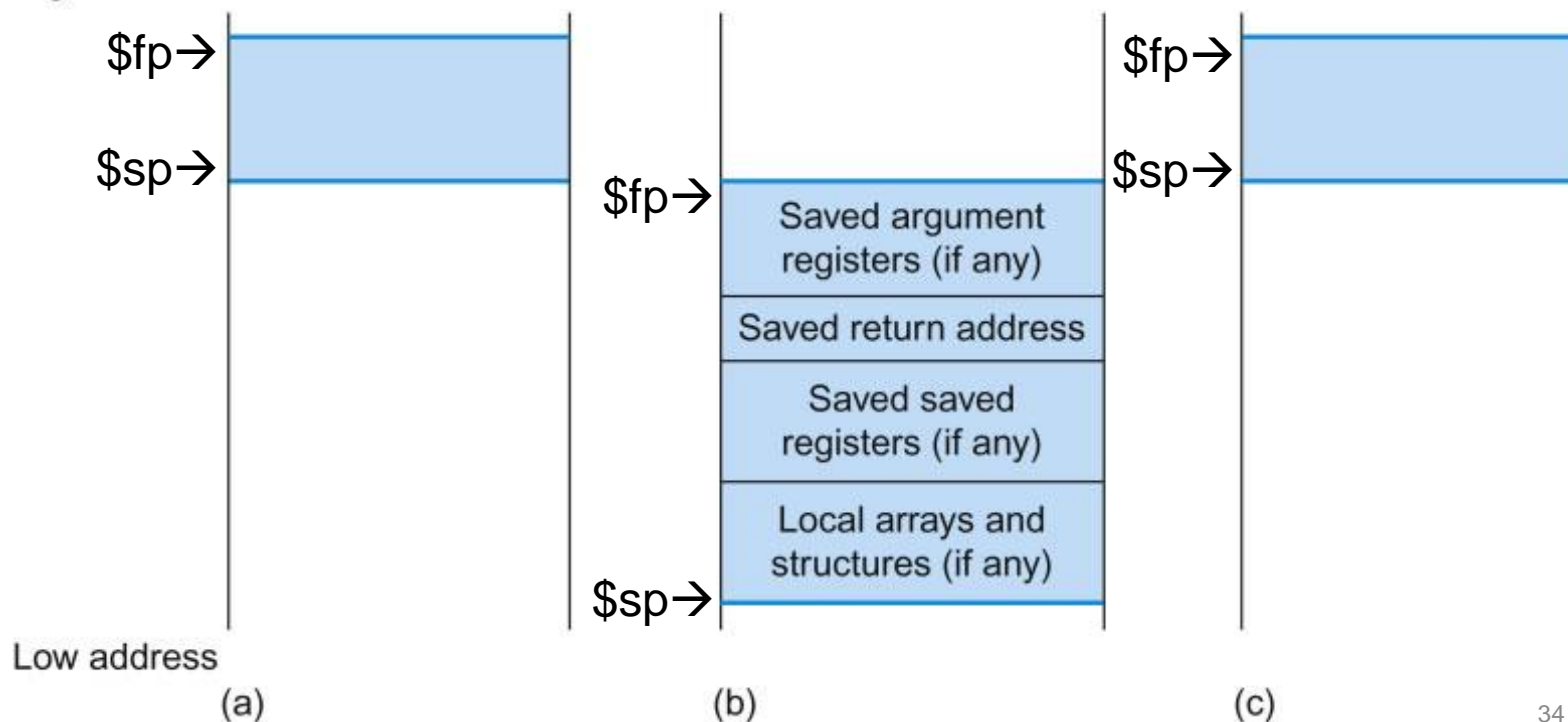 $fp→
$sp→
$fp→
Saved argument
registers (if any)
Saved return address
Saved saved
registers (if any)
Local arrays and
structures (if any)
$sp→
$fp→
$sp→
Low address
(a)
(b)
(c)
34